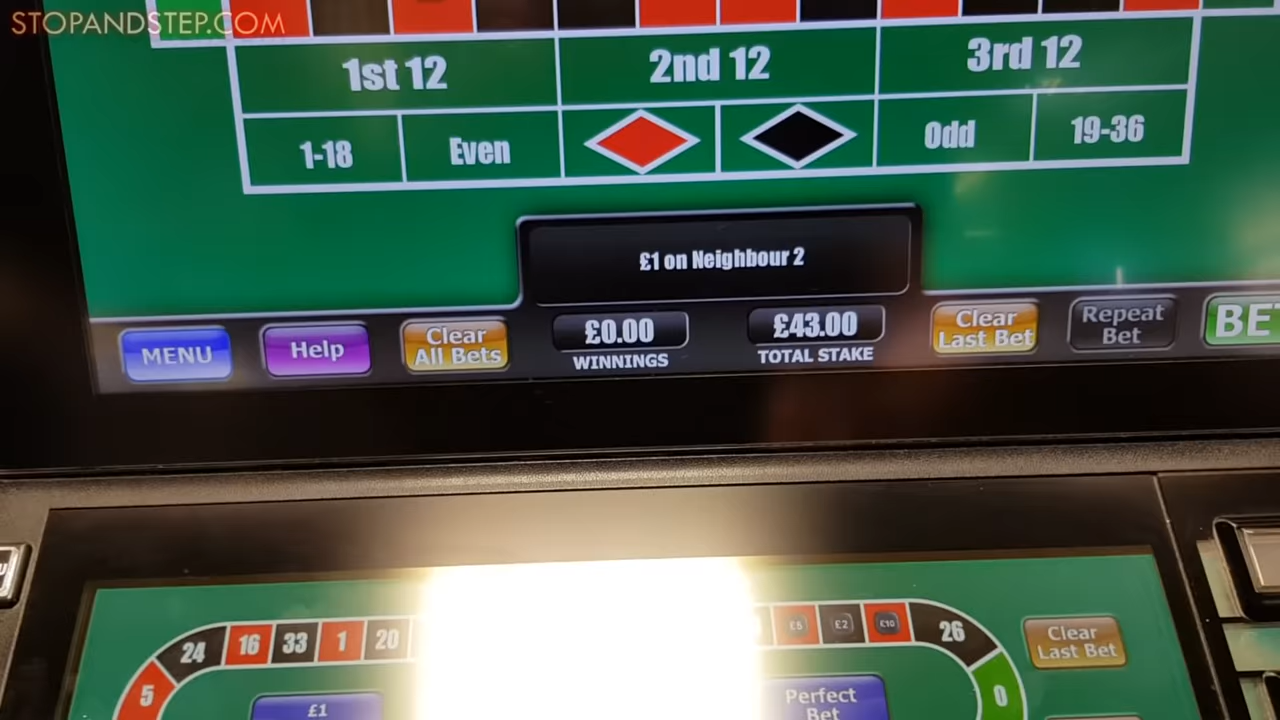 STOPANDSTEP.COM
1st 12
2nd 12
3rd 12
1-18
Even
Odd
19-36
£1 on Neighbour 2
MENU
Help
Clear
All Bets
£0.00
WINNINGS
£43.00
TOTAL STAKE
Clear
Last Bet
Repeat
Bet
BE
5
24
16
33
1
20
£5
£2
£10
26
0
Clear
Last Bet
£1
Perfect
Bet